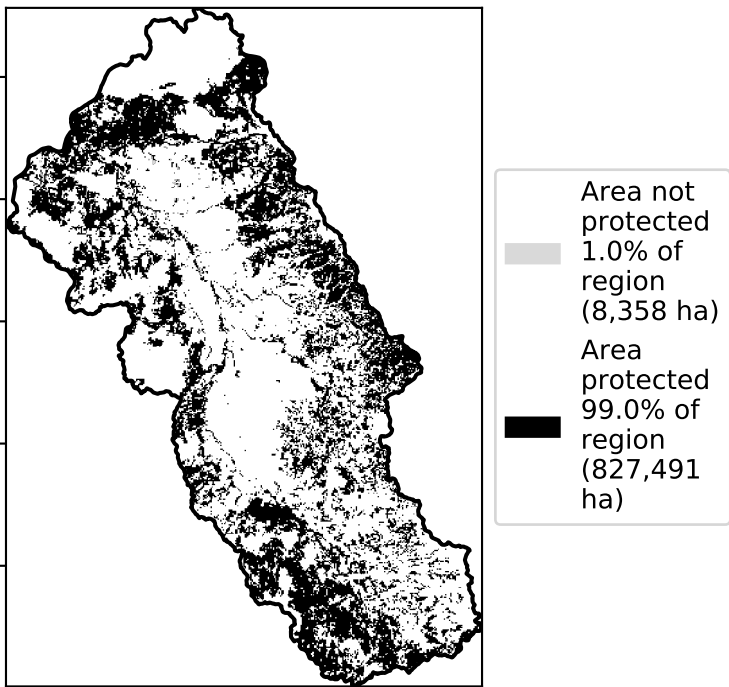 Area not
protected
1.0% of
region
(8,358 ha)
Area
protected
99.0% of
region
(827,491
ha)